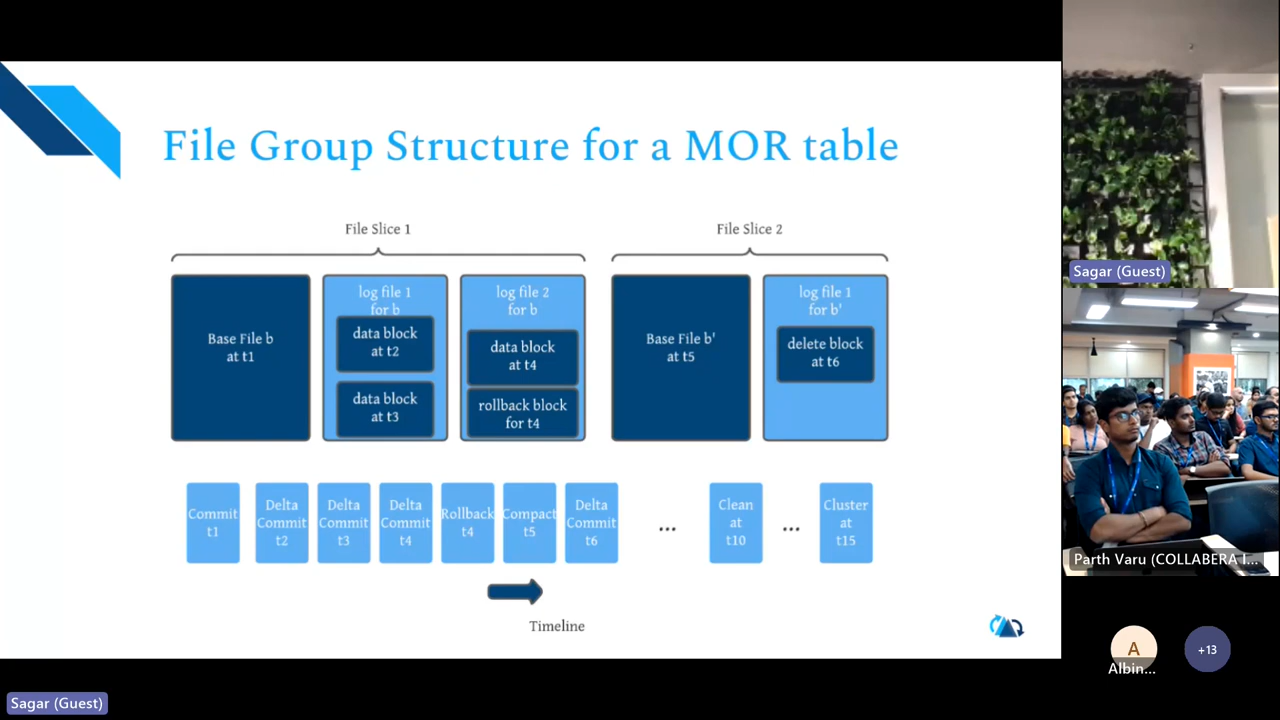 File Group Structure for a MOR table
File Slice 1
File Slice 2
Base File b
at t1
log file 1
for b
data block
at t2
data block
at t3
log file 2
for b
data block
at t4
rollback block
for t4
Base File b'
at t5
log file 1
for b'
delete block
at t6
Commit
t1
Delta
Commit
t2
Delta
Commit
t3
Delta
Commit
t4
Rollback
t4
Compact
t5
Delta
Commit
t6
...
Clean
at
t10
...
Cluster
at
t15
Timeline
Sagar (Guest)
Sagar (Guest)
Parth Varu (COLLABERA I...
A
Albin...
+13